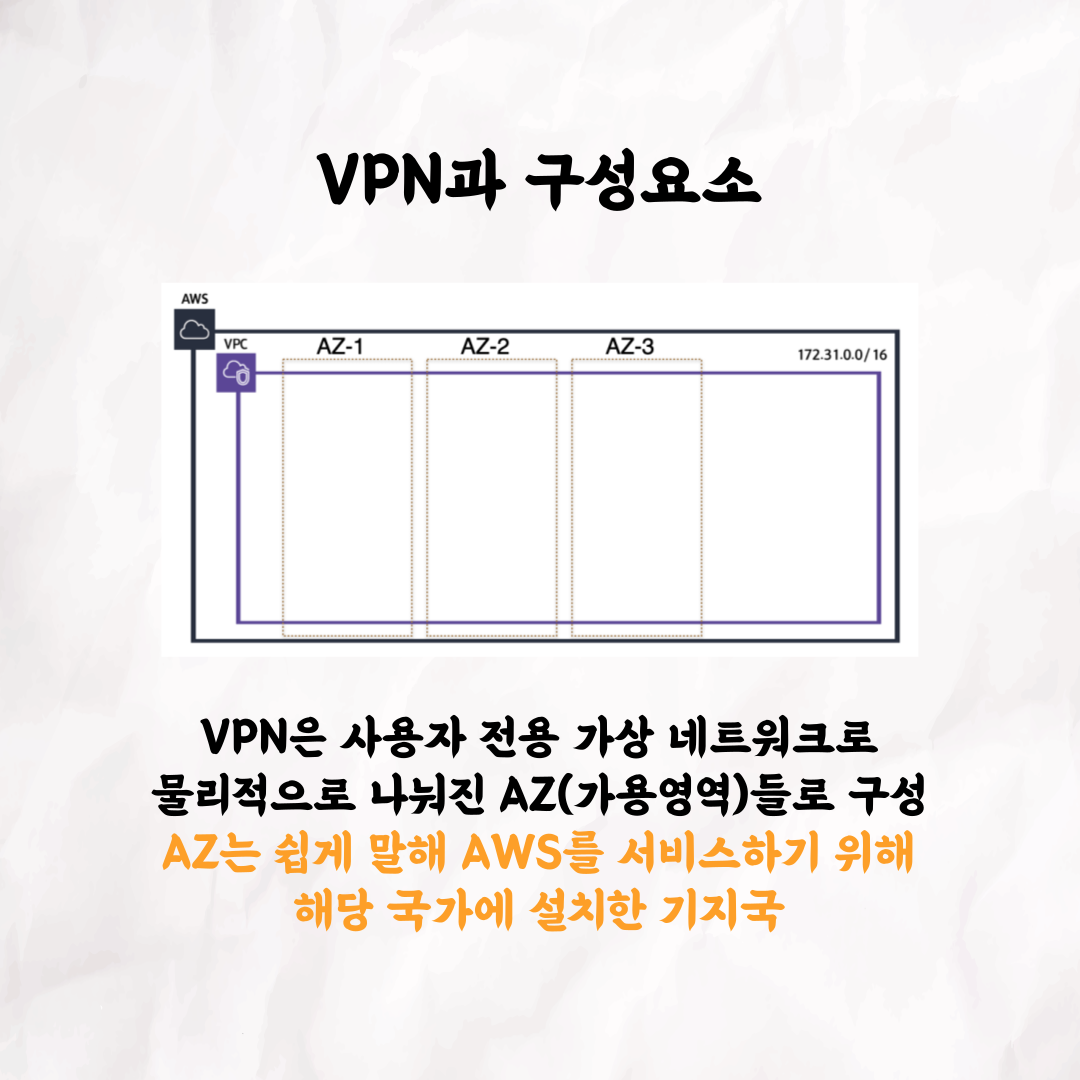 VPN과 구성요소
AWS
VPC
AZ-1
AZ-2
AZ-3
172.31.0.0/16
VPN은 사용자 전용 가상 네트워크로
물리적으로 나눠진 AZ(가용영역)들로 구성
AZ는 쉽게 말해 AWS를 서비스하기 위해
해당 국가에 설치한 기지국